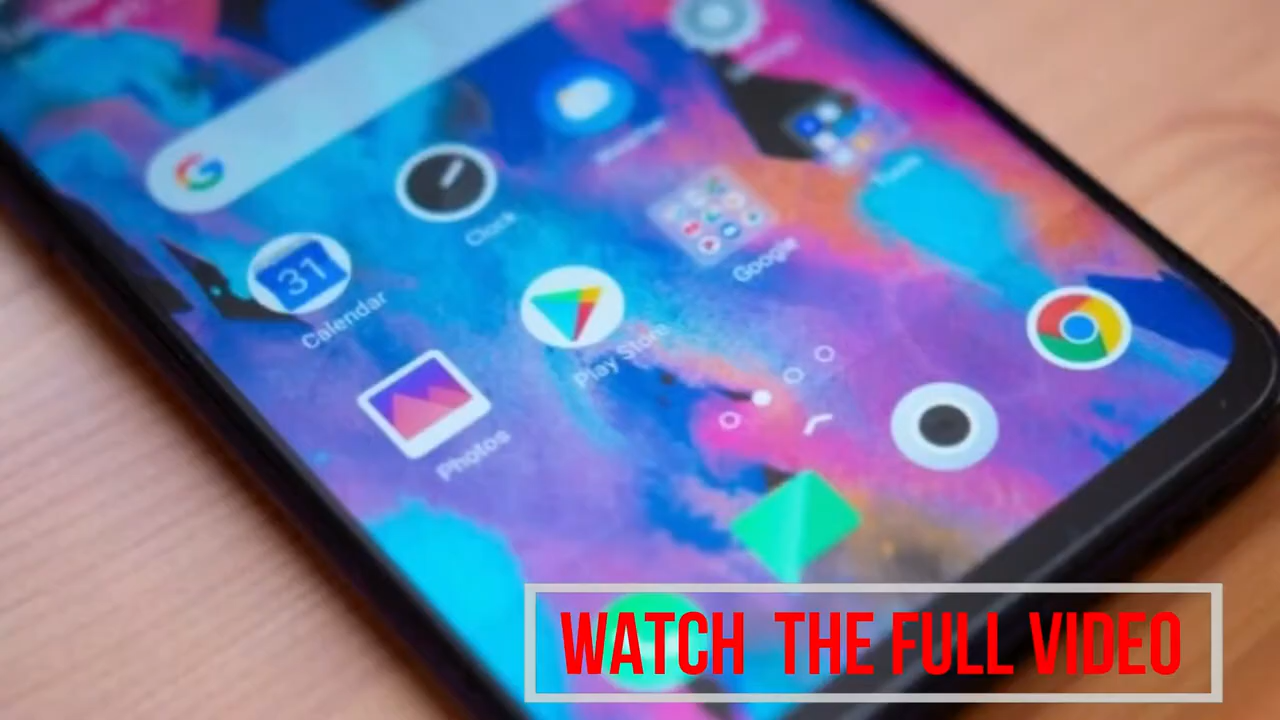 Clock
31
Calendar
Google
Play Store
Photos
WATCH THE FULL VIDEO